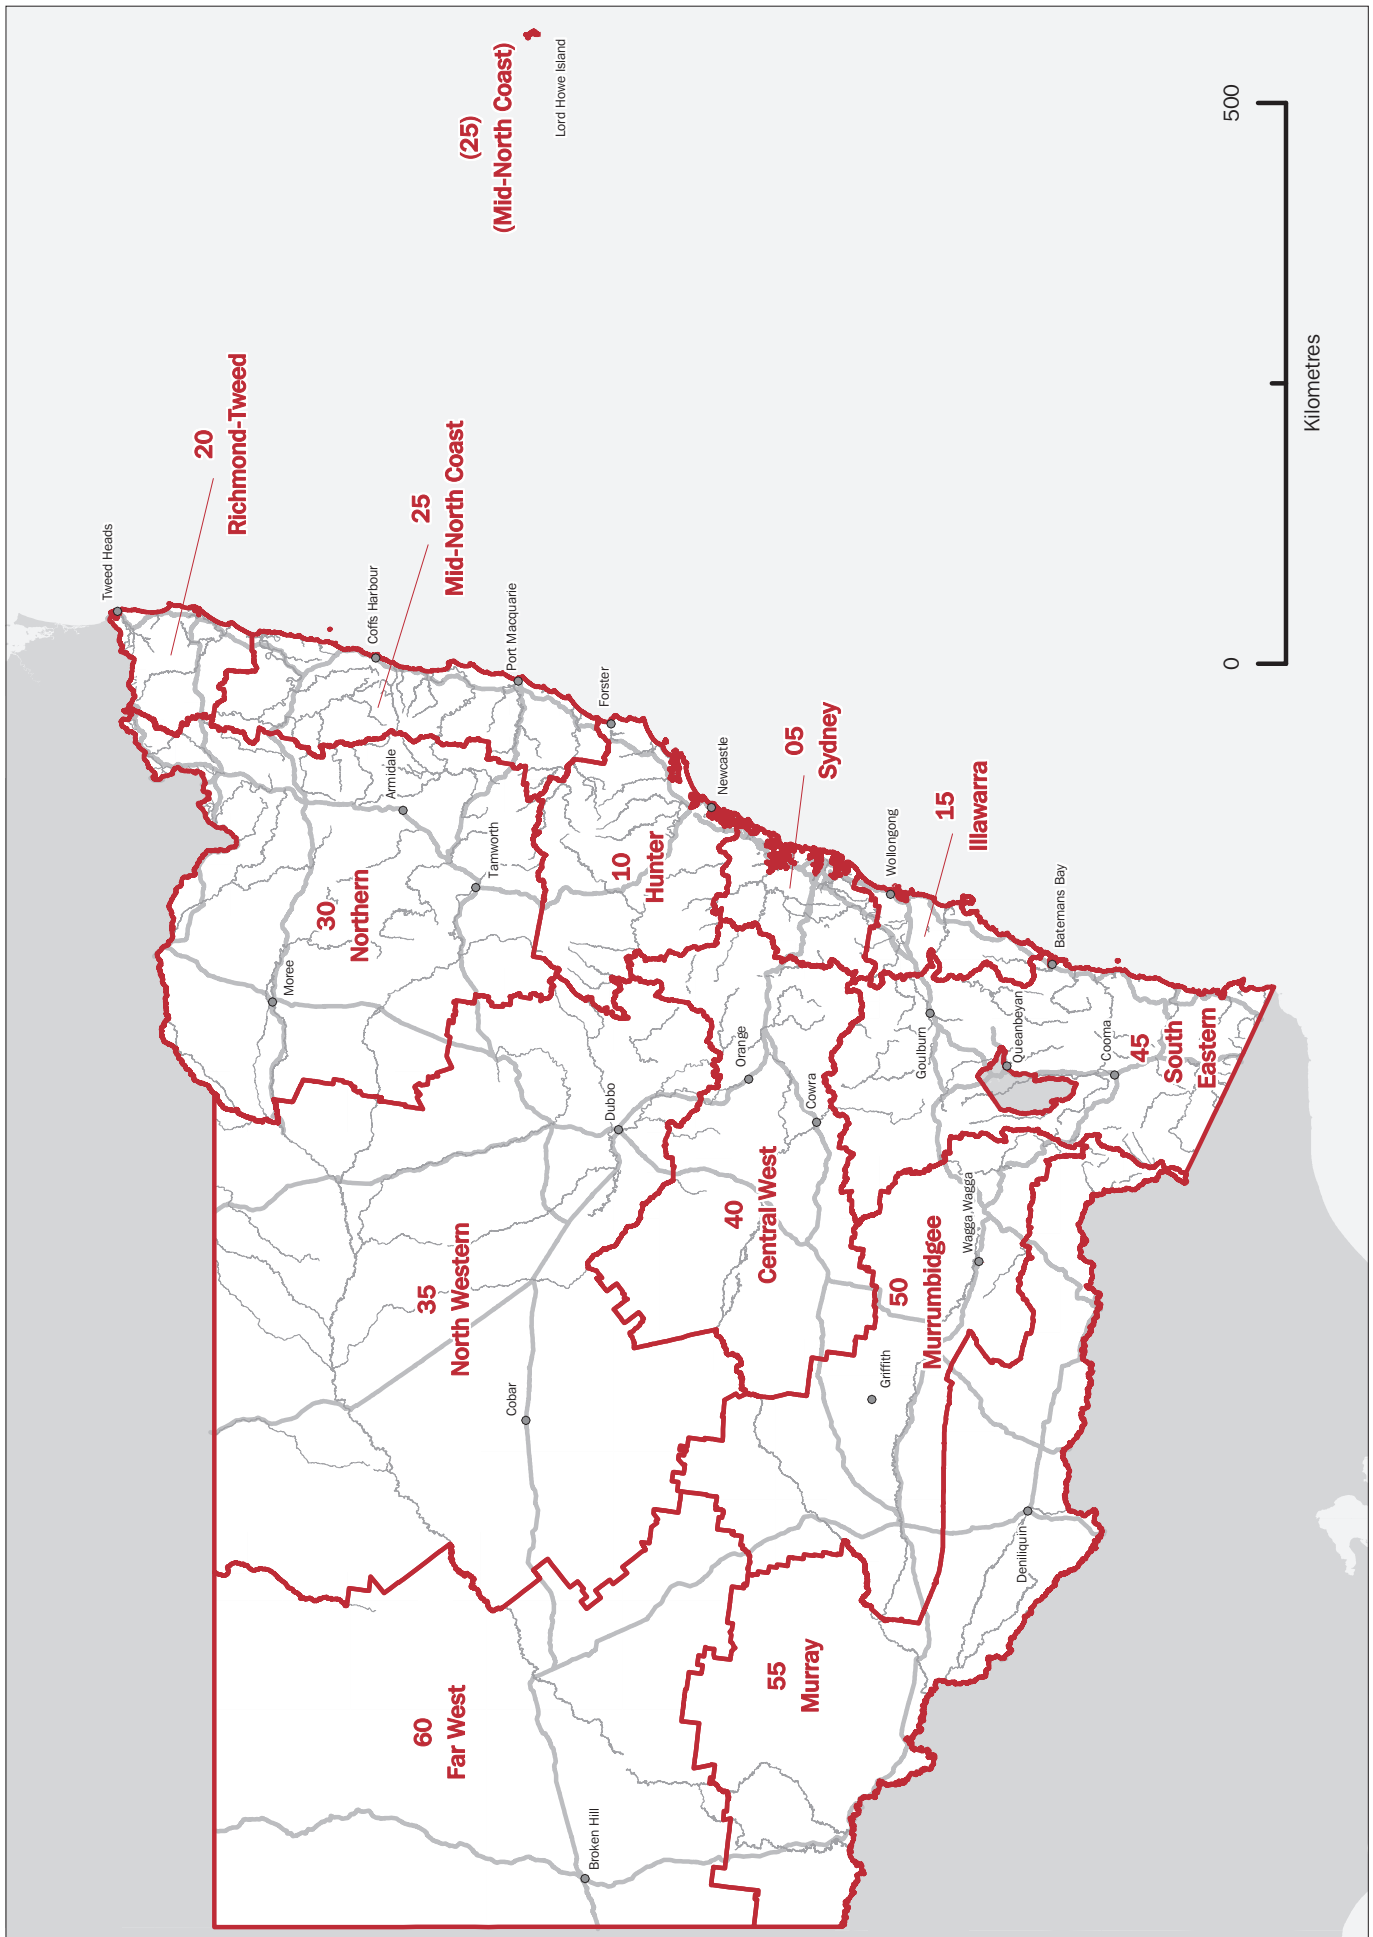 (25)
(Mid-North Coast)
Lord Howe Island
20
Richmond-Tweed
Tweed Heads
25
Mid-North Coast
Coffs Harbour
Port Macquarie
Forster
Armidale
Tamworth
30
Northern
Moree
10
Hunter
Newcastle
05
Sydney
15
Illawarra
Wollongong
Batemans Bay
Goulburn
Queanbeyan
Cooma
45
South
Eastern
Orange
Cowra
Dubbo
40
Central West
35
North Western
Cobar
50
Murrumbidgee
Wagga Wagga
Griffith
Deniliquin
55
Murray
60
Far West
Broken Hill
0
500
Kilometres